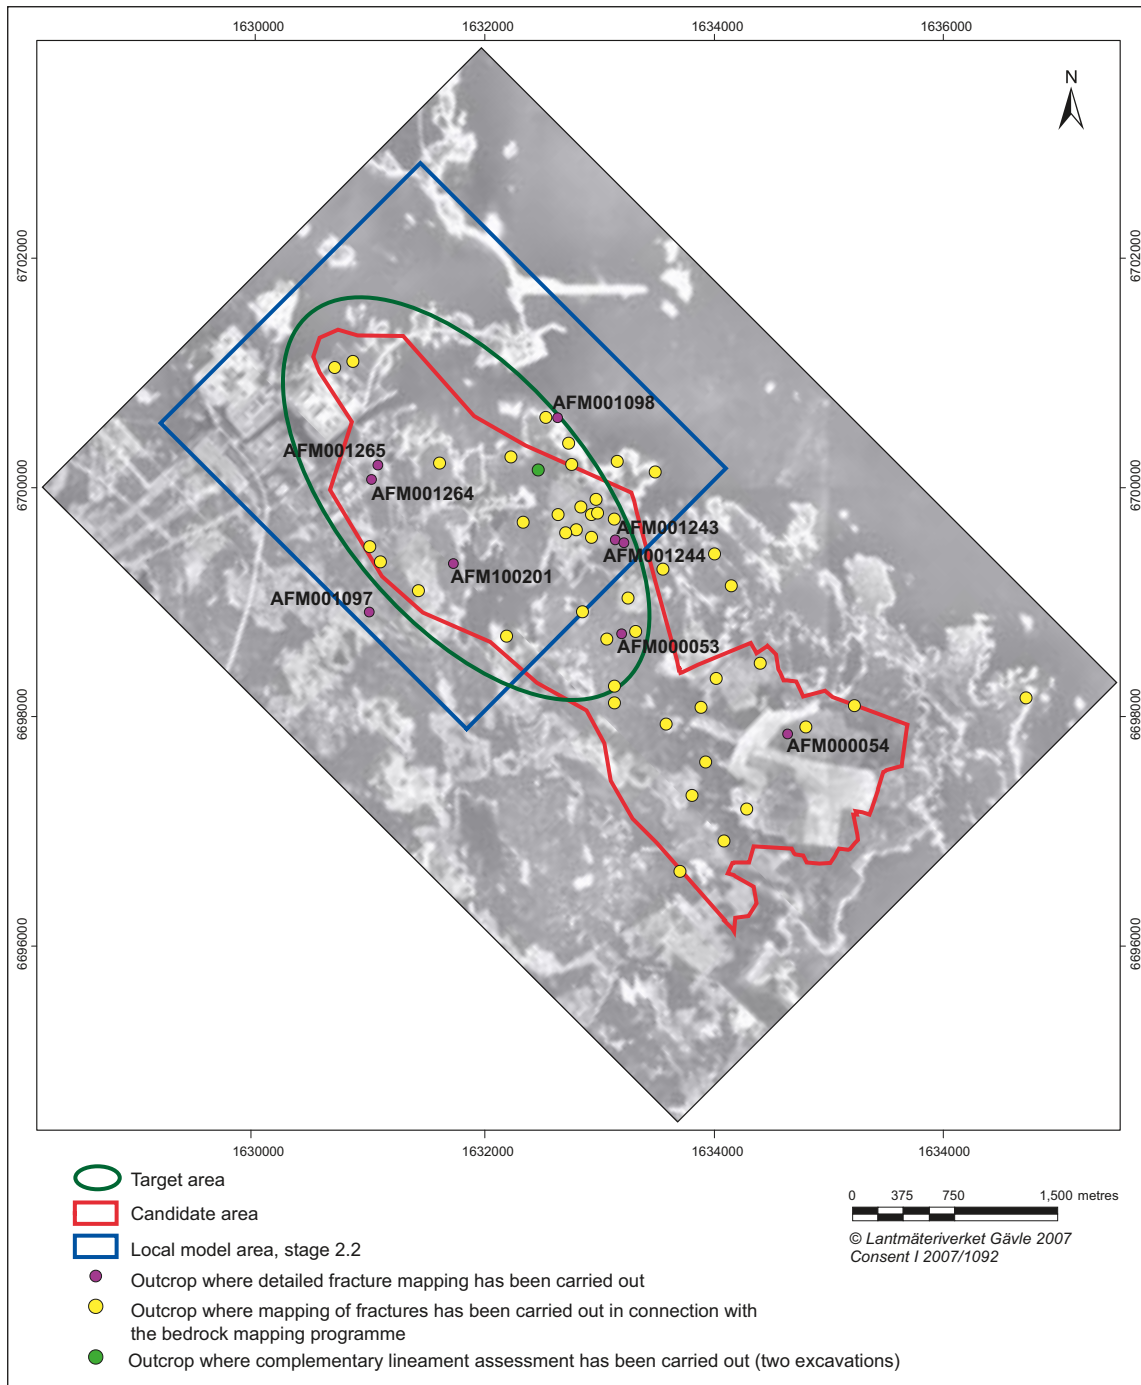 1630000
1632000
1634000
1636000
N
6702000
6702000
AFM001098
AFM001265
AFM001264
6700000
6700000
AFM001243
AFM001244
AFM100201
AFM001097
AFM000053
6698000
6698000
AFM000054
6696000
6696000
1630000
1632000
1634000
1634000
Target area
Candidate area
Local model area, stage 2.2
Outcrop where detailed fracture mapping has been carried out
Outcrop where mapping of fractures has been carried out in connection with
the bedrock mapping programme
Outcrop where complementary lineament assessment has been carried out (two excavations)
0 375 750 1,500 metres
© Lantmäteriverket Gävle 2007
Consent I 2007/1092